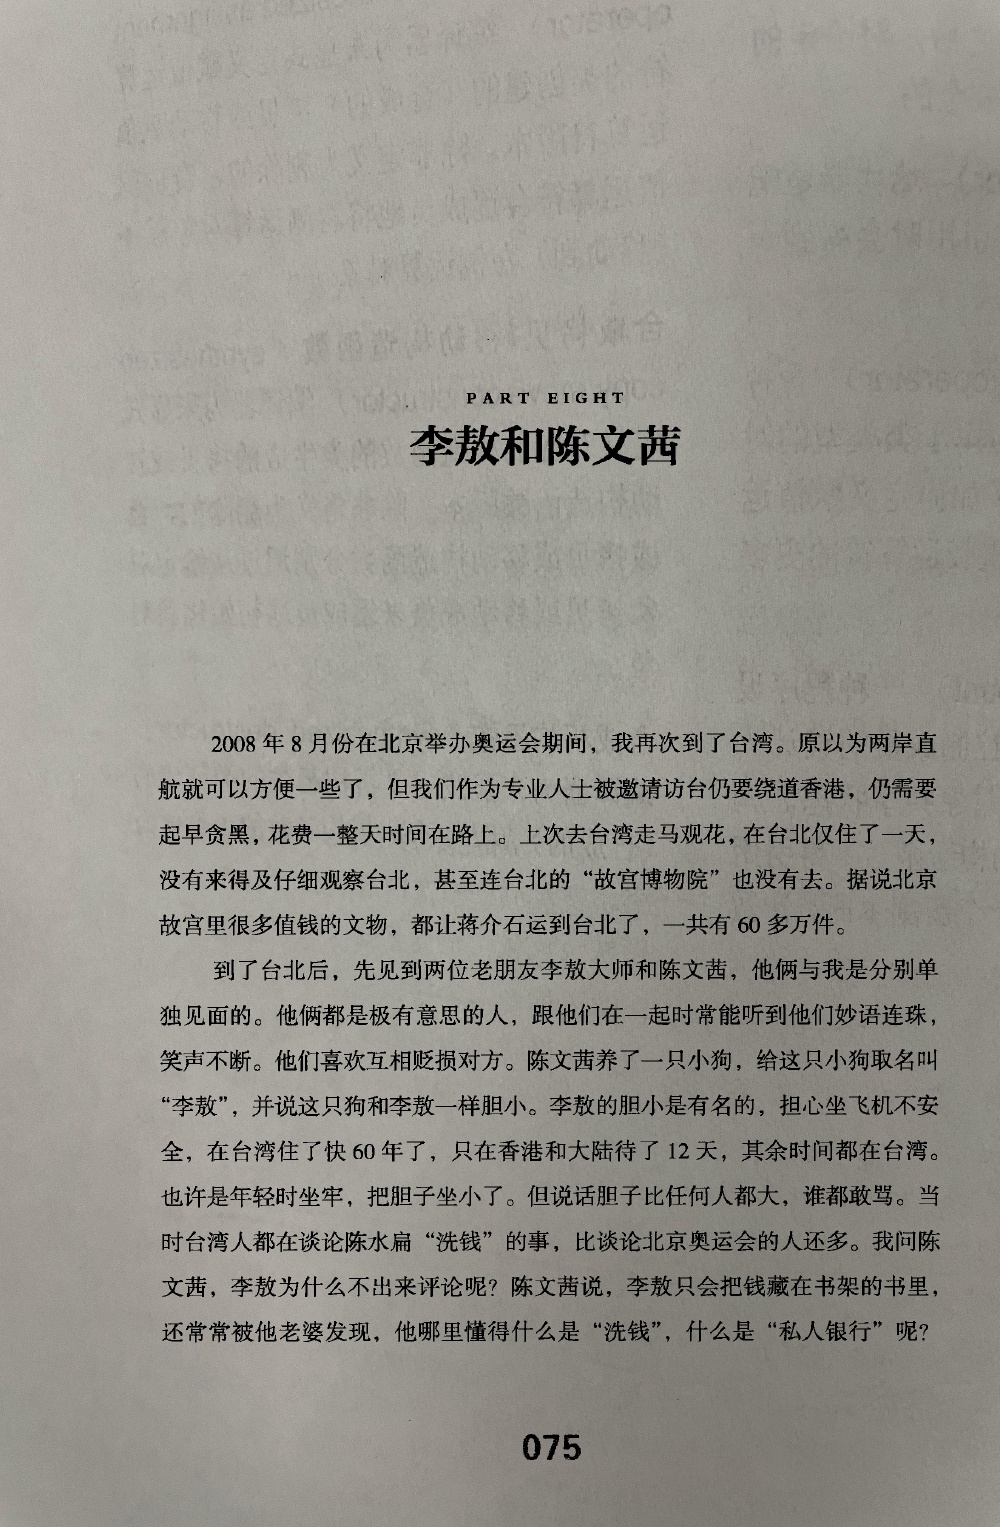 PART EIGHT
李敖和陈文茜
2008 年 8 月份在北京举办奥运会期间，我再次到了台湾。原以为两岸直
航就可以方便一些了，但我们作为专业人士被邀请访台仍要绕道香港，仍需要
起早贪黑，花费一整天时间在路上。上次去台湾走马观花，在台北仅住了一天，
没有来得及仔细观察台北，甚至连台北的“故宫博物院”也没有去。据说北京
故宫里很多值钱的文物，都让蒋介石运到台北了，一共有 60 多万件。
到了台北后，先见到两位老朋友李敖大师和陈文茜，他俩与我是分别单
独见面的。他俩都是极有意思的人，跟他们在一起时常能听到他们妙语连珠，
笑声不断。他们喜欢互相贬损对方。陈文茜养了一只小狗，给这只小狗取名叫
“李敖”，并说这只狗和李敖一样胆小。李敖的胆小是有名的，担心坐飞机不安
全，在台湾住了快 60 年了，只在香港和大陆待了 12 天，其余时间都在台湾。
也许是年轻时坐牢，把胆子坐小了。但说话胆子比任何人都大，谁都敢骂。当
时台湾人都在谈论陈水扁“洗钱”的事，比谈论北京奥运会的人还多。我问陈
文茜，李敖为什么不出来评论呢？陈文茜说，李敖只会把钱藏在书架的书里，
还常常被他老婆发现，他哪里懂得什么是“洗钱”，什么是“私人银行”呢？
075